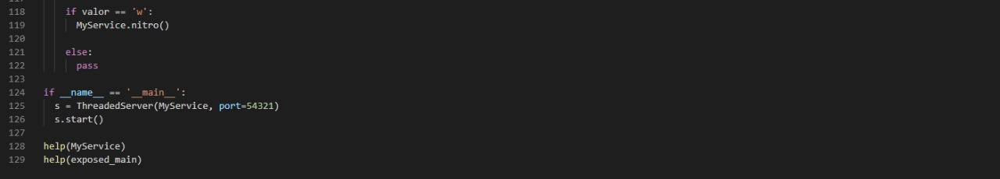 118 if valor == 'w':
119 MyService.nitro()
120
121 else:
122 pass
123
124 if __name__ == '__main__':
125 s = ThreadedServer(MyService, port=54321)
126 s.start()
127
128 help(MyService)
129 help(exposed_main)